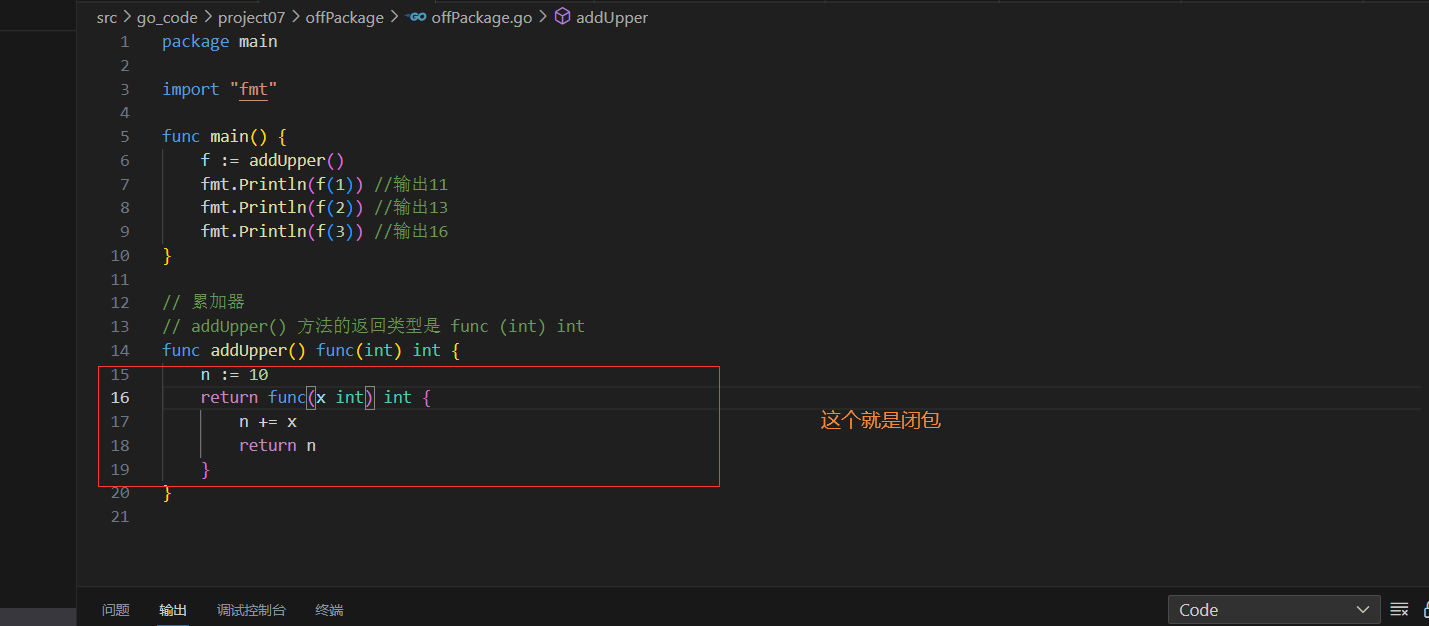 src > go_code > project07 > offPackage > GO offPackage.go > addUpper
1 package main
2
3 import "fmt"
4
5 func main() {
6 f := addUpper()
7 fmt.Println(f(1)) //输出11
8 fmt.Println(f(2)) //输出13
9 fmt.Println(f(3)) //输出16
10 }
11
12 // 累加器
13 // addUpper() 方法的返回类型是 func (int) int
14 func addUpper() func(int) int {
15 n := 10
16 return func(x int) int {
17 n += x
18 return n
19 }
20 }
21
这个就是闭包
问题 输出 调试控制台 终端
Code